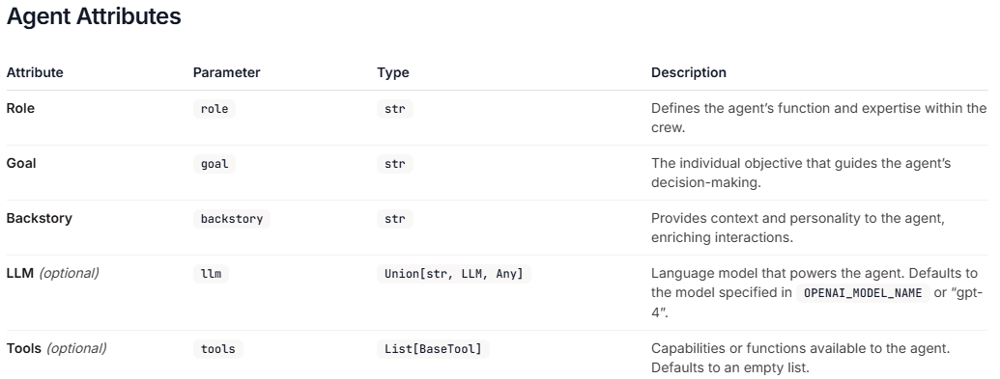 Agent Attributes
Attribute Parameter Type Description
Role role str Defines the agent’s function and expertise within the
crew.
Goal goal str The individual objective that guides the agent’s
decision-making.
Backstory backstory str Provides context and personality to the agent,
enriching interactions.
LLM (optional) llm Union[str, LLM, Any] Language model that powers the agent. Defaults to
the model specified in OPENAI_MODEL_NAME or “gpt-
4”.
Tools (optional) tools List[BaseTool] Capabilities or functions available to the agent.
Defaults to an empty list.